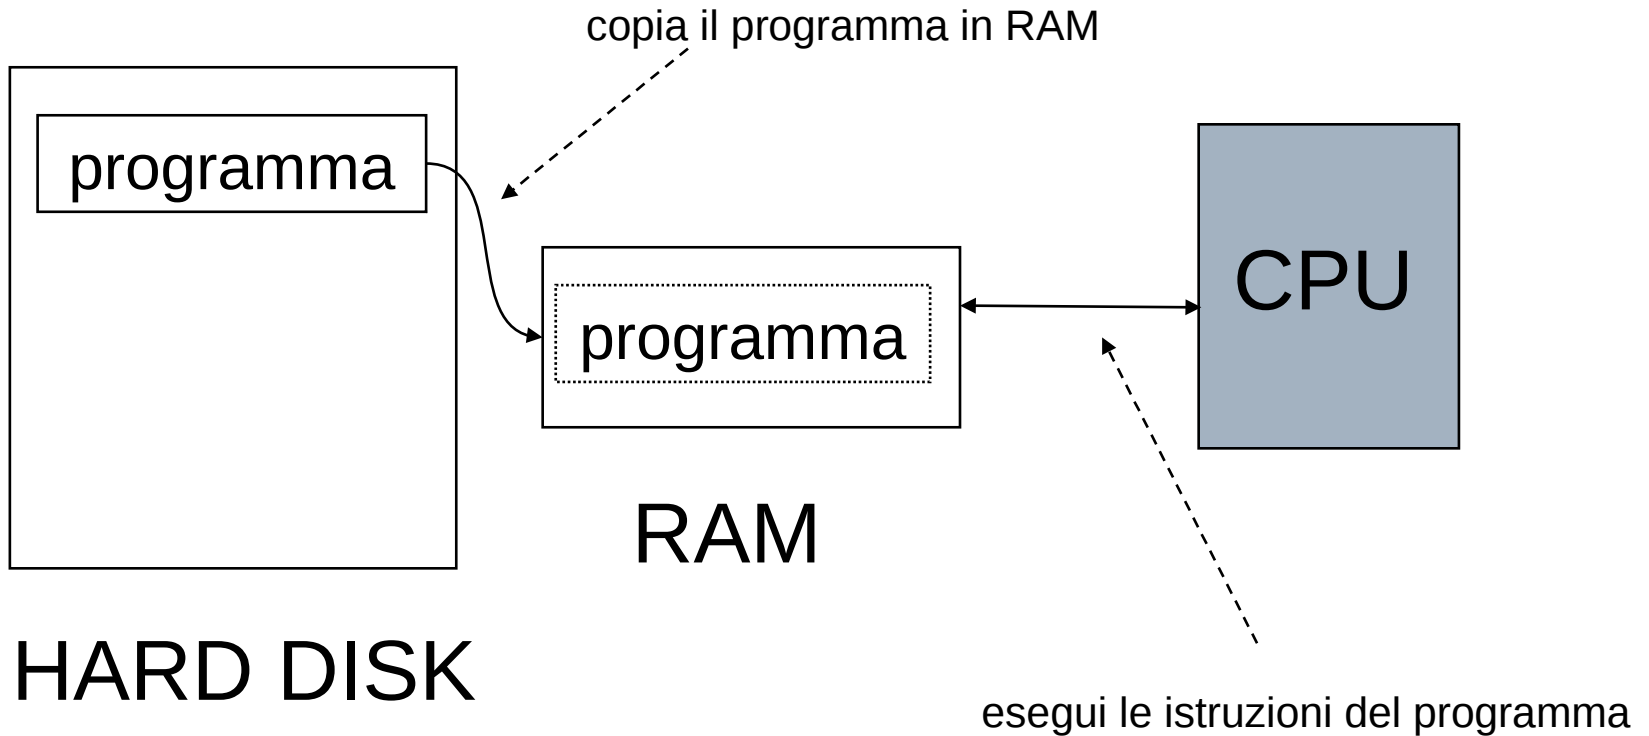 copia il programma in RAM
programma
CPU
programma
RAM
HARD DISK
esegui le istruzioni del programma